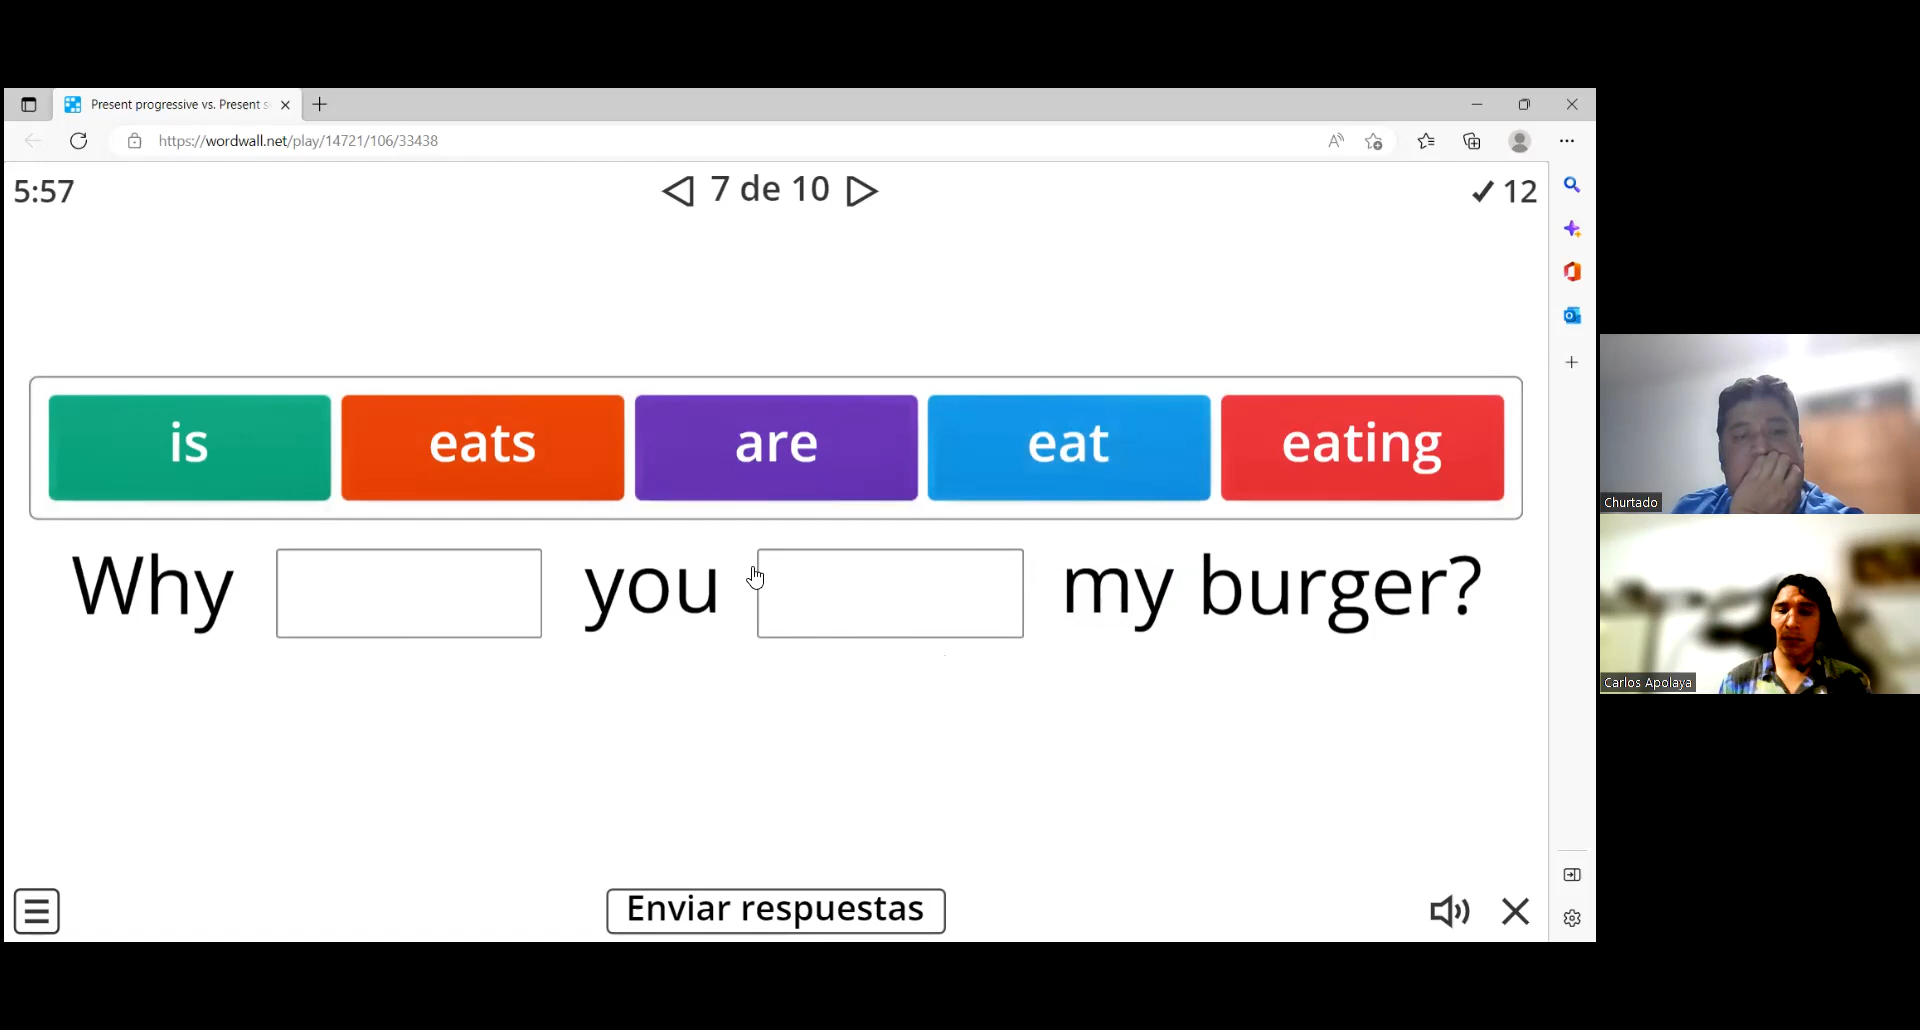 Present progressive vs. Present s
https://wordwall.net/play/14721/106/33438
5:57
7 de 10
12
is
eats
are
eat
eating
Why you my burger?
Enviar respuestas
Churtado
Carlos Apolaya